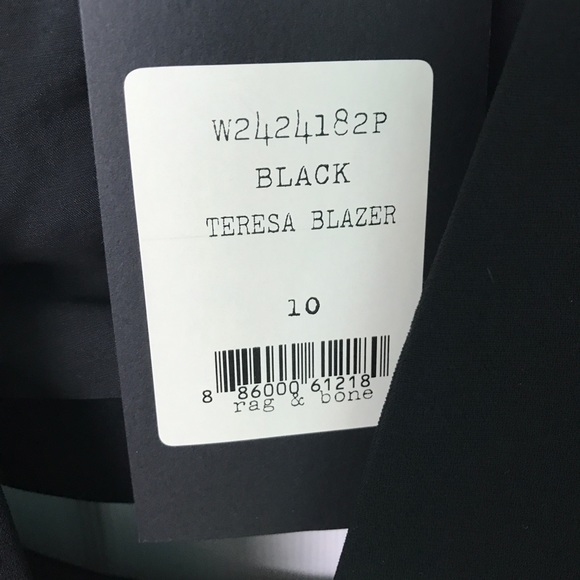 W2424182P
BLACK
TERESA BLAZER
10
8 86000 61218
rag & bone